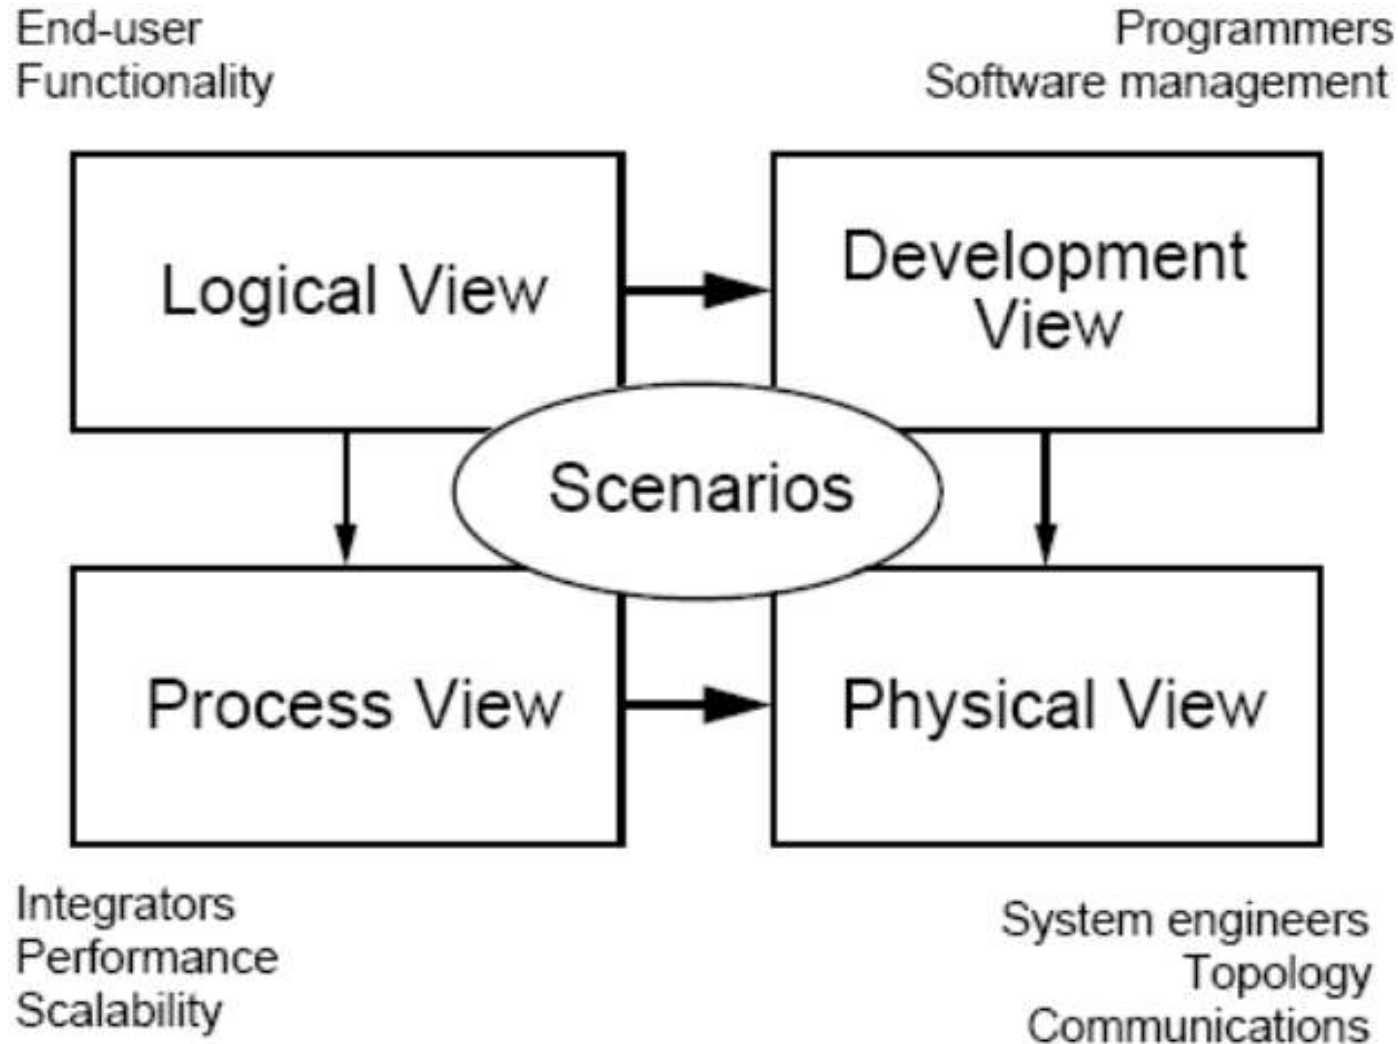 End-user
Functionality
Programmers
Software management
Logical View
Development
View
Scenarios
Process View
Physical View
Integrators
Performance
Scalability
System engineers
Topology
Communications